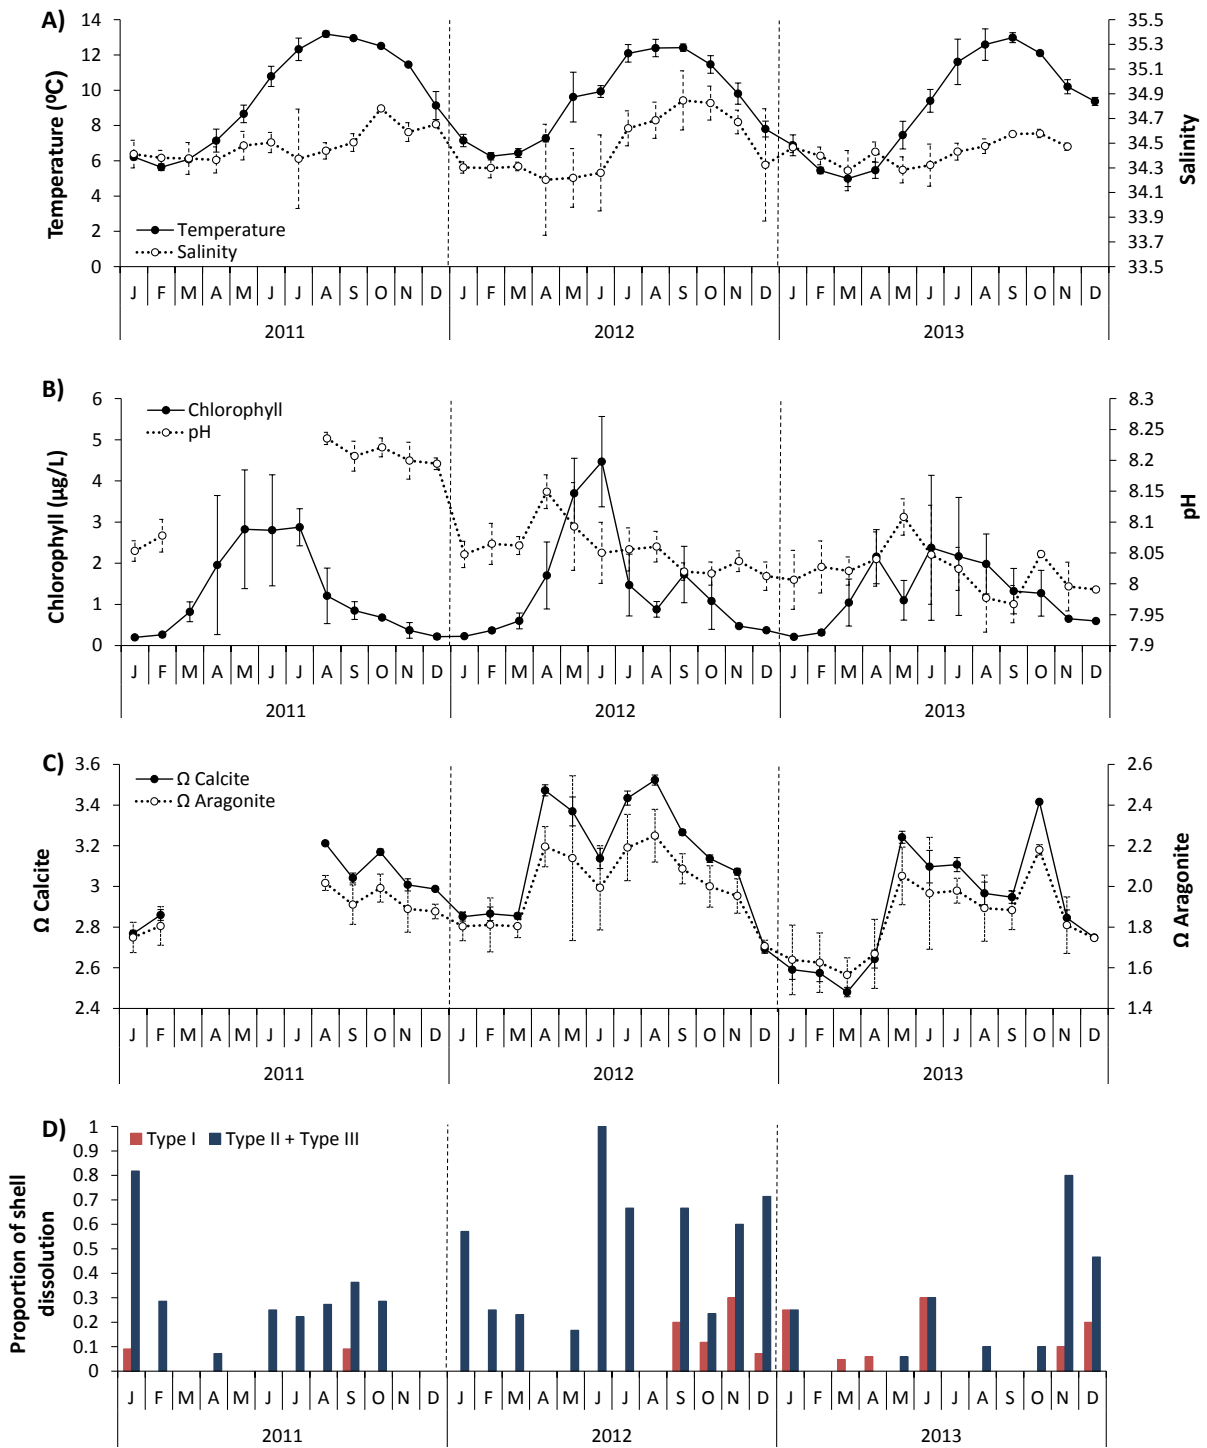 A)
14
12
10
8
6
4
2
0
Temperature (ºC)
Temperature
Salinity
35.5
35.3
35.1
34.9
34.7
34.5
34.3
34.1
33.9
33.7
33.5
Salinity
J F M A M J J A S O N D J F M A M J J A S O N D J F M A M J J A S O N D
2011 2012 2013
B)
6
5
4
3
2
1
0
Chlorophyll (µg/L)
Chlorophyll
pH
8.3
8.25
8.2
8.15
8.1
8.05
8
7.95
7.9
pH
J F M A M J J A S O N D J F M A M J J A S O N D J F M A M J J A S O N D
2011 2012 2013
C)
3.6
3.4
3.2
3.0
2.8
2.6
2.4
Ω Calcite
Ω Calcite
Ω Aragonite
2.6
2.4
2.2
2.0
1.8
1.6
1.4
Ω Aragonite
J F M A M J J A S O N D J F M A M J J A S O N D J F M A M J J A S O N D
2011 2012 2013
D)
1
0.9
0.8
0.7
0.6
0.5
0.4
0.3
0.2
0.1
0
Proportion of shell
dissolution
Type I Type II + Type III
J F M A M J J A S O N D J F M A M J J A S O N D J F M A M J J A S O N D
2011 2012 2013